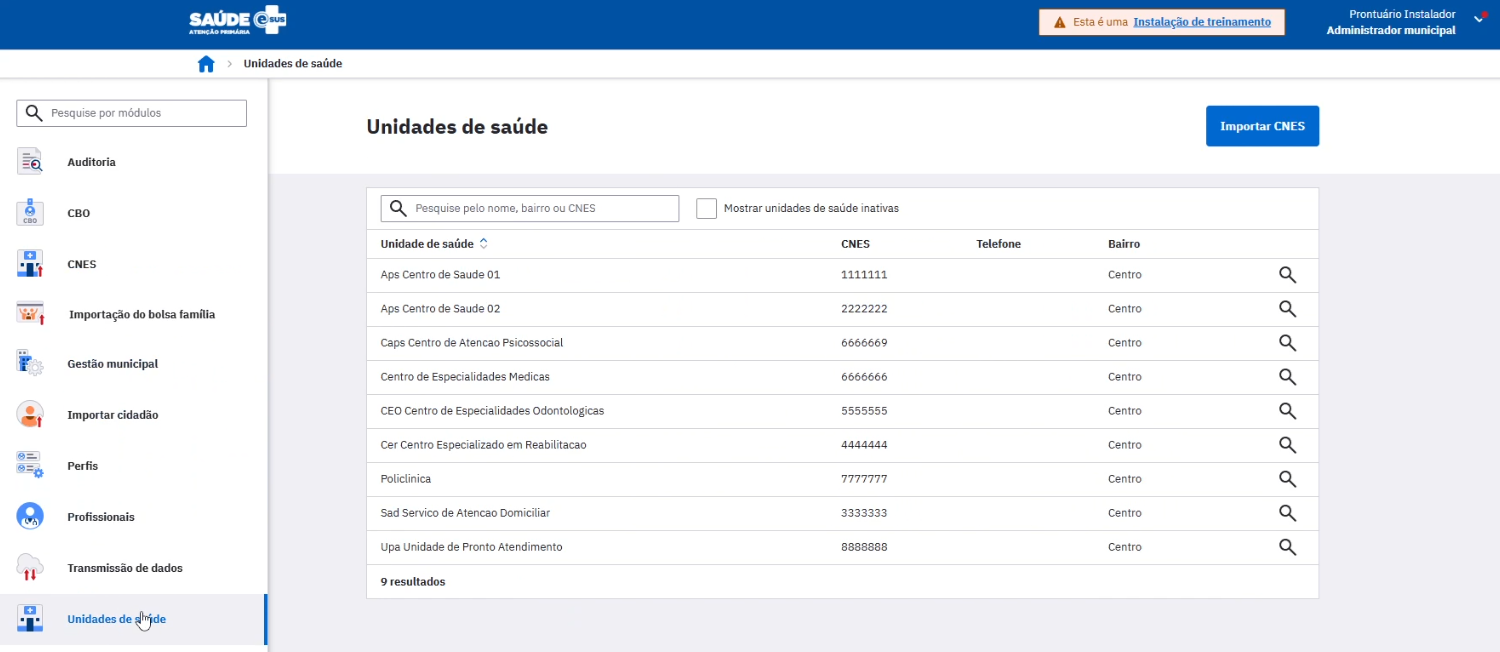 SAÚDE e SUS
ATENÇÃO PRIMÁRIA
Esta é uma Instalação de treinamento
Prontuário Instalador
Administrador municipal
Unidades de saúde
Pesquise por módulos
Auditoria
CBO
CBO
CNES
Importação do bolsa família
Gestão municipal
Importar cidadão
Perfis
Profissionais
Transmissão de dados
Unidades de saúde
Unidades de saúde
Importar CNES
Pesquise pelo nome, bairro ou CNES
Mostrar unidades de saúde inativas
Unidade de saúde CNES Telefone Bairro
Aps Centro de Saude 01 1111111 Centro
Aps Centro de Saude 02 2222222 Centro
Caps Centro de Atencao Psicossocial 6666669 Centro
Centro de Especialidades Medicas 6666666 Centro
CEO Centro de Especialidades Odontologicas 5555555 Centro
Cer Centro Especializado em Reabilitacao 4444444 Centro
Policlinica 7777777 Centro
Sad Servico de Atencao Domiciliar 3333333 Centro
Upa Unidade de Pronto Atendimento 8888888 Centro
9 resultados